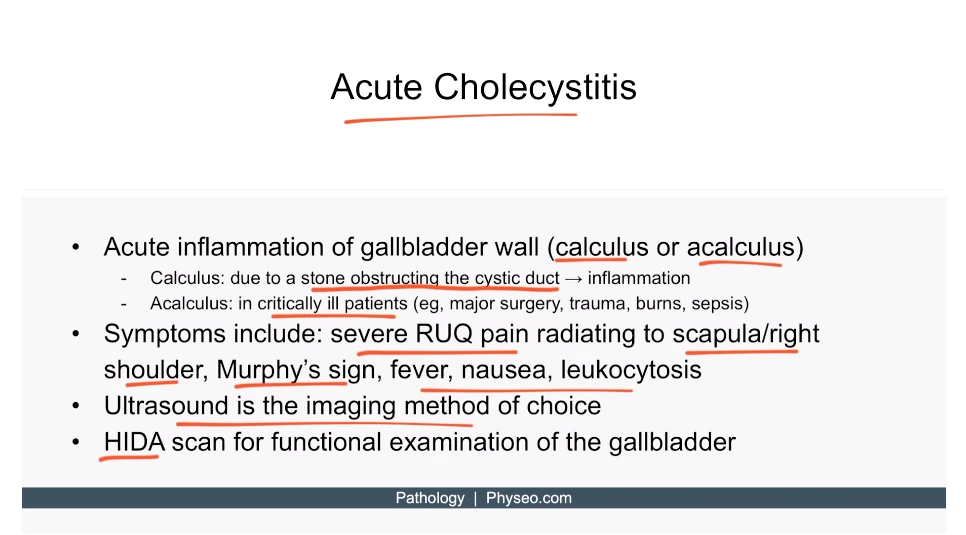 Acute Cholecystitis
• Acute inflammation of gallbladder wall (calculus or acalculus)
- Calculus: due to a stone obstructing the cystic duct → inflammation
- Acalculus: in critically ill patients (eg, major surgery, trauma, burns, sepsis)
• Symptoms include: severe RUQ pain radiating to scapula/right
shoulder, Murphy’s sign, fever, nausea, leukocytosis
• Ultrasound is the imaging method of choice
• HIDA scan for functional examination of the gallbladder
Pathology | Physeo.com